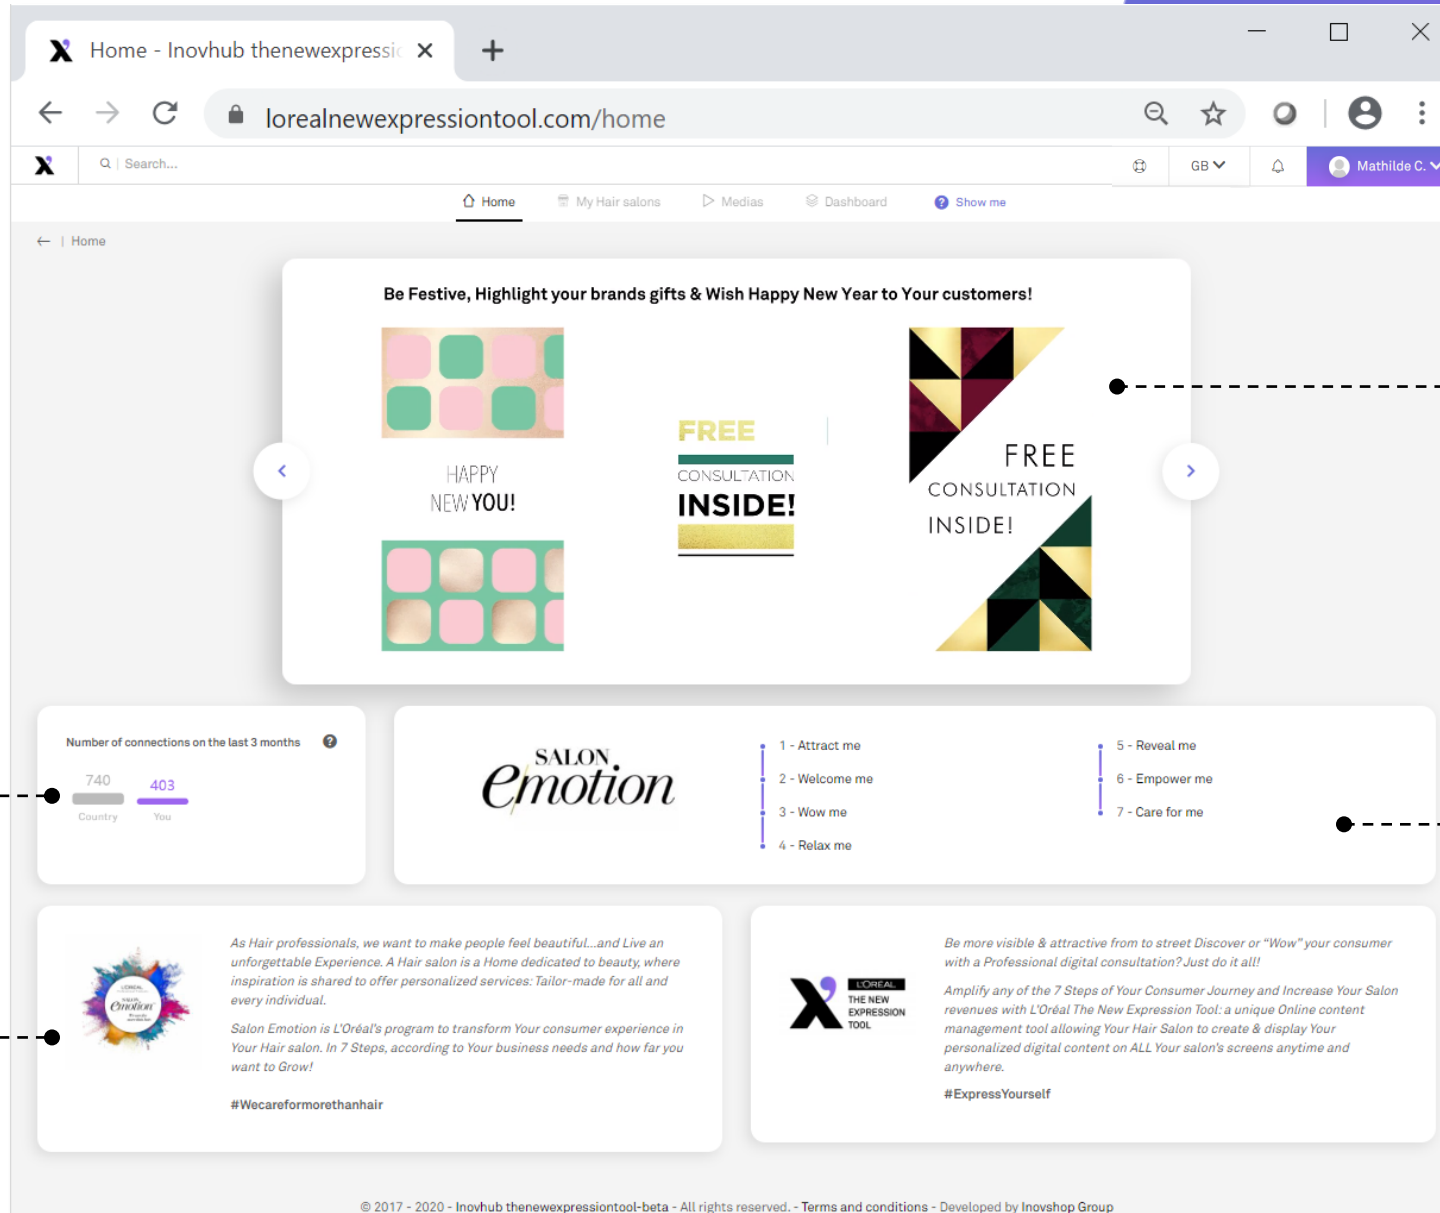 Home - Inovhub thenewexpressi
lorealnewexpressiontool.com/home
Search...
GB
Mathilde C.
Home
My Hair salons
Medias
Dashboard
Show me
Home
Be Festive, Highlight your brands gifts & Wish Happy New Year to Your customers!
HAPPY
NEW YOU!
FREE
CONSULTATION
INSIDE!
FREE
CONSULTATION
INSIDE!
Number of connections on the last 3 months
740
403
Country
You
SALON
emotion
1 - Attract me
2 - Welcome me
3 - Wow me
4 - Relax me
5 - Reveal me
6 - Empower me
7 - Care for me
L'ORÉAL
SALON
emotion
As Hair professionals, we want to make people feel beautiful...and Live an
unforgettable Experience. A Hair salon is a Home dedicated to beauty, where
inspiration is shared to offer personalized services: Tailor-made for all and
every individual.
Salon Emotion is L'Oréal's program to transform Your consumer experience in
Your Hair salon. In 7 Steps, according to Your business needs and how far you
want to Grow!
#Wecareformorethanhair
L'ORÉAL
THE NEW
EXPRESSION
TOOL
Be more visible & attractive from to street Discover or “Wow” your consumer
with a Professional digital consultation? Just do it all!
Amplify any of the 7 Steps of Your Consumer Journey and Increase Your Salon
revenues with L'Oréal The New Expression Tool: a unique Online content
management tool allowing Your Hair Salon to create & display Your
personalized digital content on ALL Your salon's screens anytime and
anywhere.
#ExpressYourself
© 2017 - 2020 - Inovhub thenewexpressiontool-beta - All rights reserved. - Terms and conditions - Developed by Inovshop Group